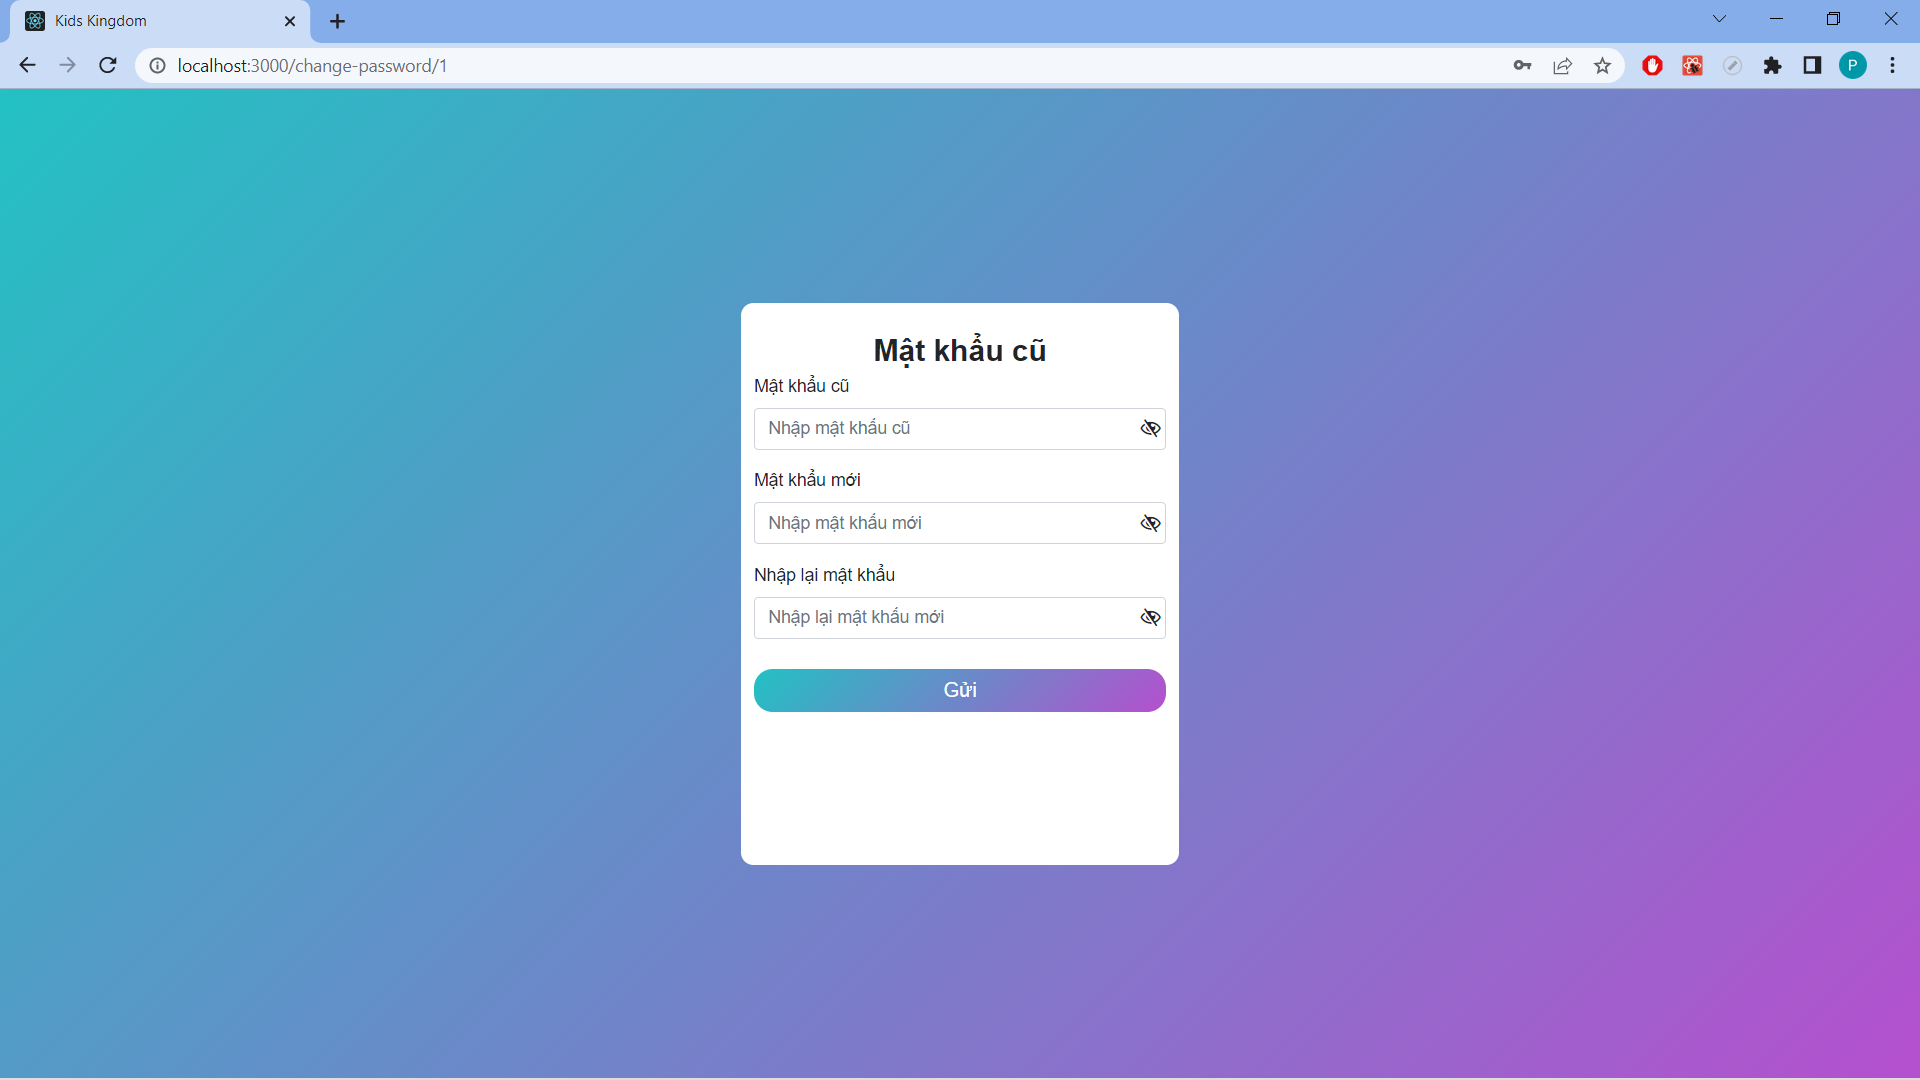 Kids Kingdom
localhost:3000/change-password/1
P
Mật khẩu cũ
Mật khẩu cũ
Nhập mật khẩu cũ
Mật khẩu mới
Nhập mật khẩu mới
Nhập lại mật khẩu
Nhập lại mật khẩu mới
Gửi